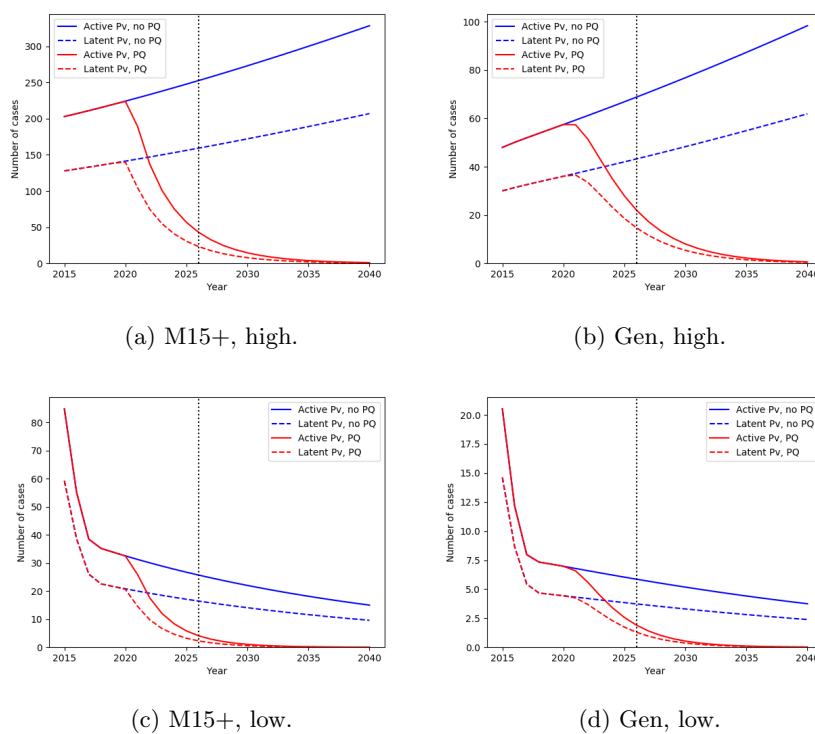 Active Pv, no PQ
Latent Pv, no PQ
Active Pv, PQ
Latent Pv, PQ
Number of cases
300
250
200
150
100
50
0
2015 2020 2025 2030 2035 2040
Year
(a) M15+, high.
Active Pv, no PQ
Latent Pv, no PQ
Active Pv, PQ
Latent Pv, PQ
Number of cases
100
80
60
40
20
0
2015 2020 2025 2030 2035 2040
Year
(b) Gen, high.
Active Pv, no PQ
Latent Pv, no PQ
Active Pv, PQ
Latent Pv, PQ
Number of cases
80
70
60
50
40
30
20
10
0
2015 2020 2025 2030 2035 2040
Year
(c) M15+, low.
Active Pv, no PQ
Latent Pv, no PQ
Active Pv, PQ
Latent Pv, PQ
Number of cases
20.0
17.5
15.0
12.5
10.0
7.5
5.0
2.5
0.0
2015 2020 2025 2030 2035 2040
Year
(d) Gen, low.